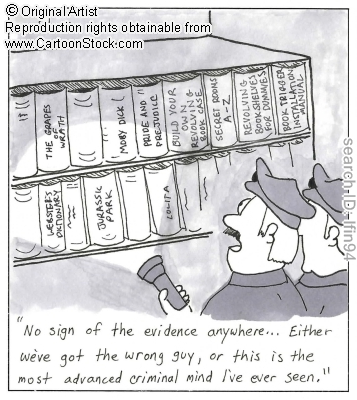 © Original Artist
Reproduction rights obtainable from
www.CartoonStock.com
IT
THE GRAPES
OF
WRATH
MOBY DICK
PRIDE AND
PREJUDICE
BUILD YOUR
OWN
REVOLVING
BOOK CASE
SECRET ROOMS
A-Z
REVOLVING
BOOKSHELVES
FOR DUMMIES
BOOK TRIGGER
INSTALLATION
MANUAL
WEBSTER'S
DICTIONARY
JURASSIC
PARK
LOLITA
search ID: tfin94
"No sign of the evidence anywhere... Either
we've got the wrong guy, or this is the
most advanced criminal mind I've ever seen."